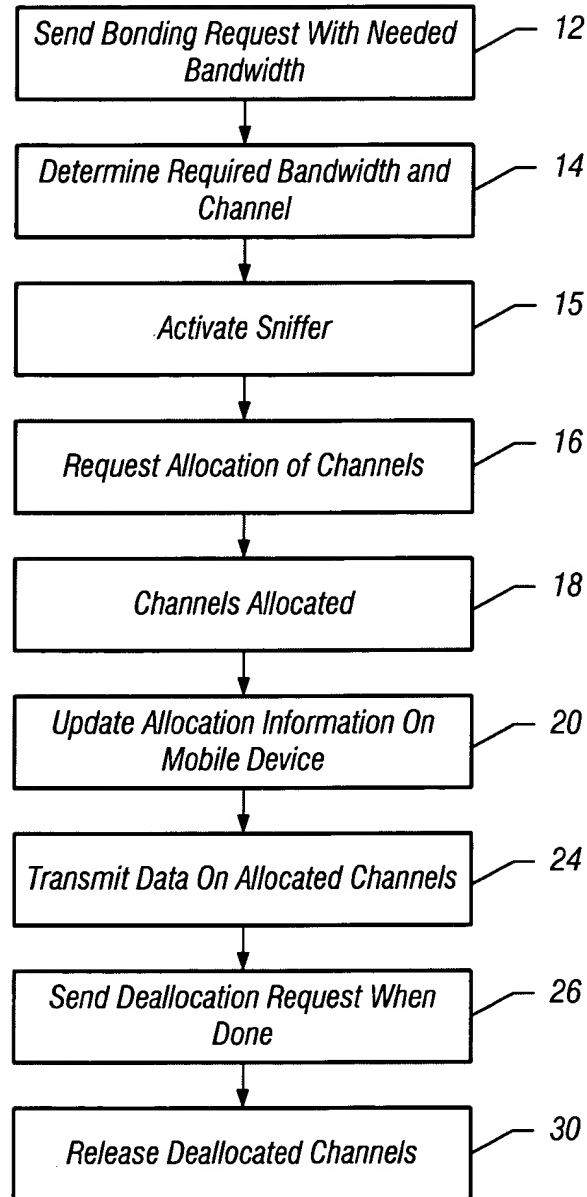 Send Bonding Request With Needed
Bandwidth
12
Determine Required Bandwidth and
Channel
14
Activate Sniffer
15
Request Allocation of Channels
16
Channels Allocated
18
Update Allocation Information On
Mobile Device
20
Transmit Data On Allocated Channels
24
Send Deallocation Request When
Done
26
Release Deallocated Channels
30